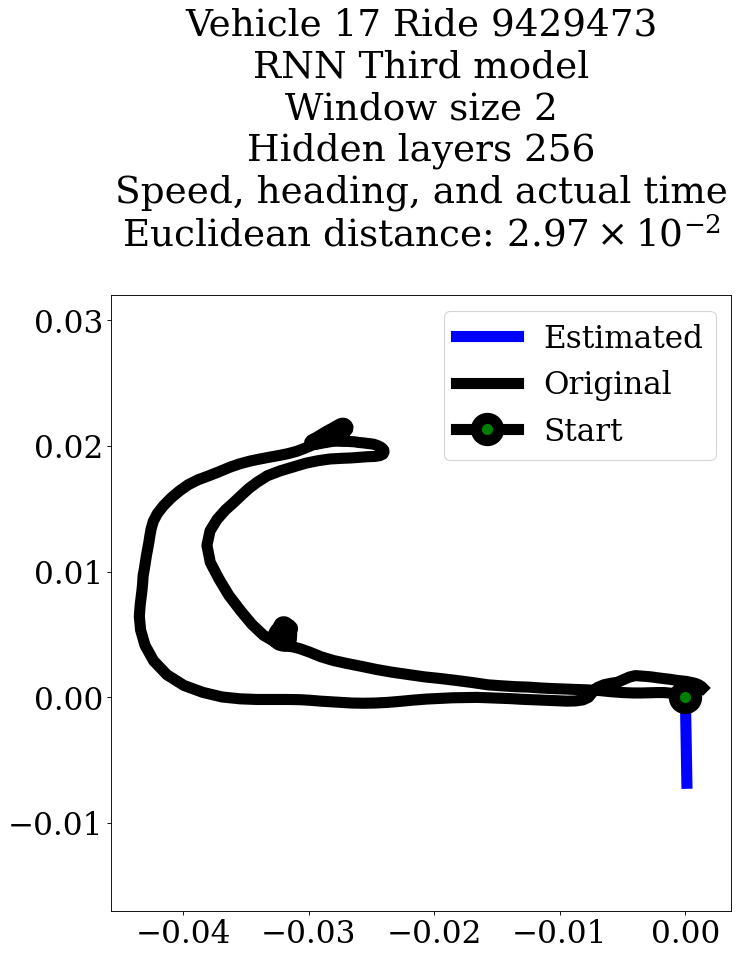 Vehicle 17 Ride 9429473
RNN Third model
Window size 2
Hidden layers 256
Speed, heading, and actual time
Euclidean distance: 2.97 × 10⁻²
0.03
0.02
0.01
0.00
−0.01
Estimated
Original
Start
−0.04 −0.03 −0.02 −0.01 0.00